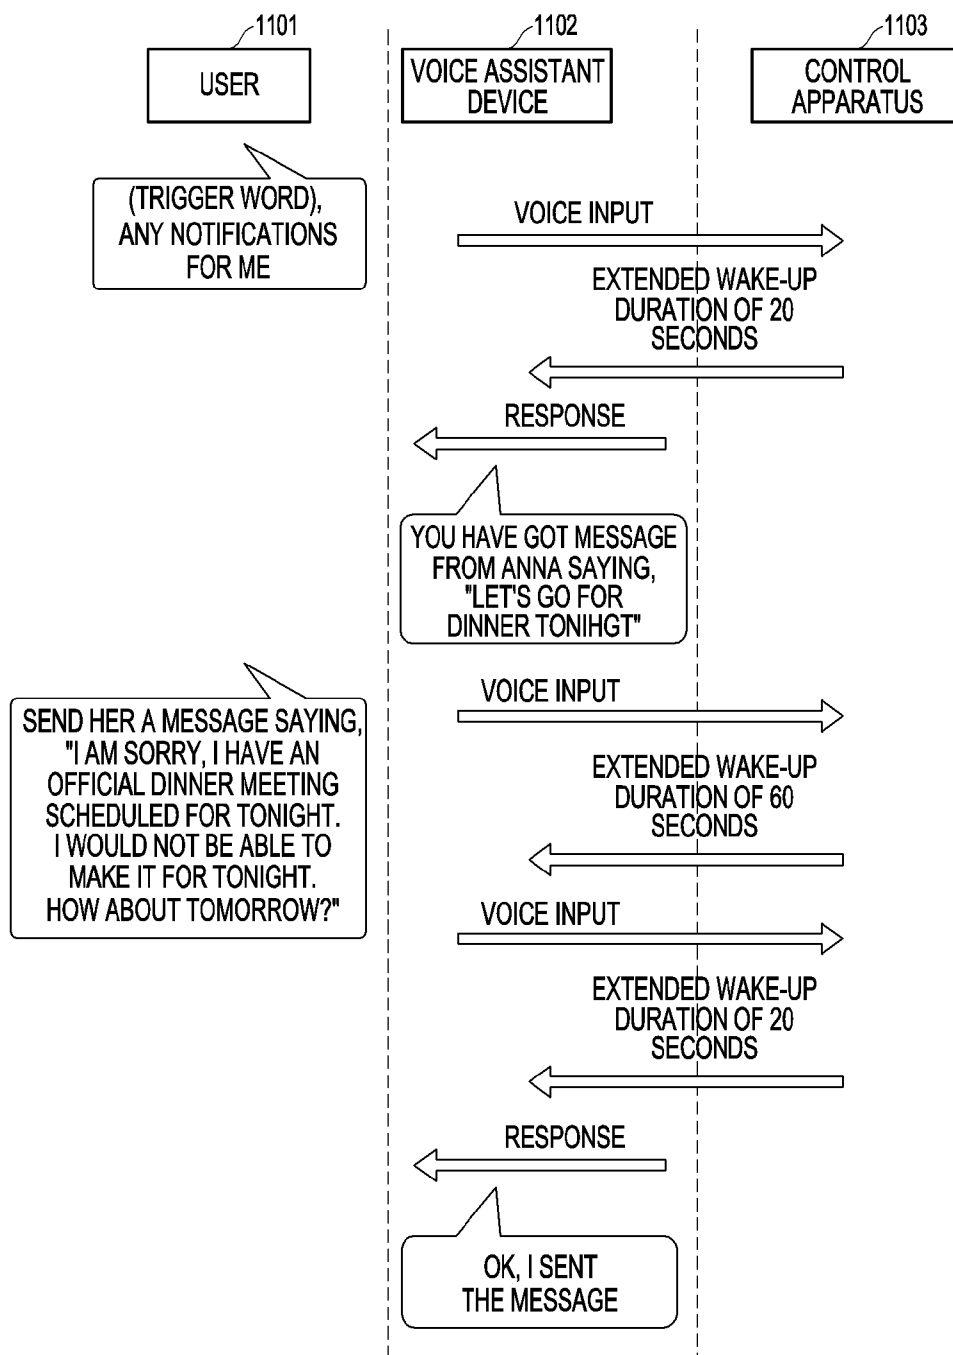 1101
1102
1103
USER
VOICE ASSISTANT
DEVICE
CONTROL
APPARATUS
(TRIGGER WORD),
ANY NOTIFICATIONS
FOR ME
VOICE INPUT
EXTENDED WAKE-UP
DURATION OF 20
SECONDS
RESPONSE
YOU HAVE GOT MESSAGE
FROM ANNA SAYING,
"LET'S GO FOR
DINNER TONIHGT"
SEND HER A MESSAGE SAYING,
"I AM SORRY, I HAVE AN
OFFICIAL DINNER MEETING
SCHEDULED FOR TONIGHT.
I WOULD NOT BE ABLE TO
MAKE IT FOR TONIGHT.
HOW ABOUT TOMORROW?"
VOICE INPUT
EXTENDED WAKE-UP
DURATION OF 60
SECONDS
VOICE INPUT
EXTENDED WAKE-UP
DURATION OF 20
SECONDS
RESPONSE
OK, I SENT
THE MESSAGE